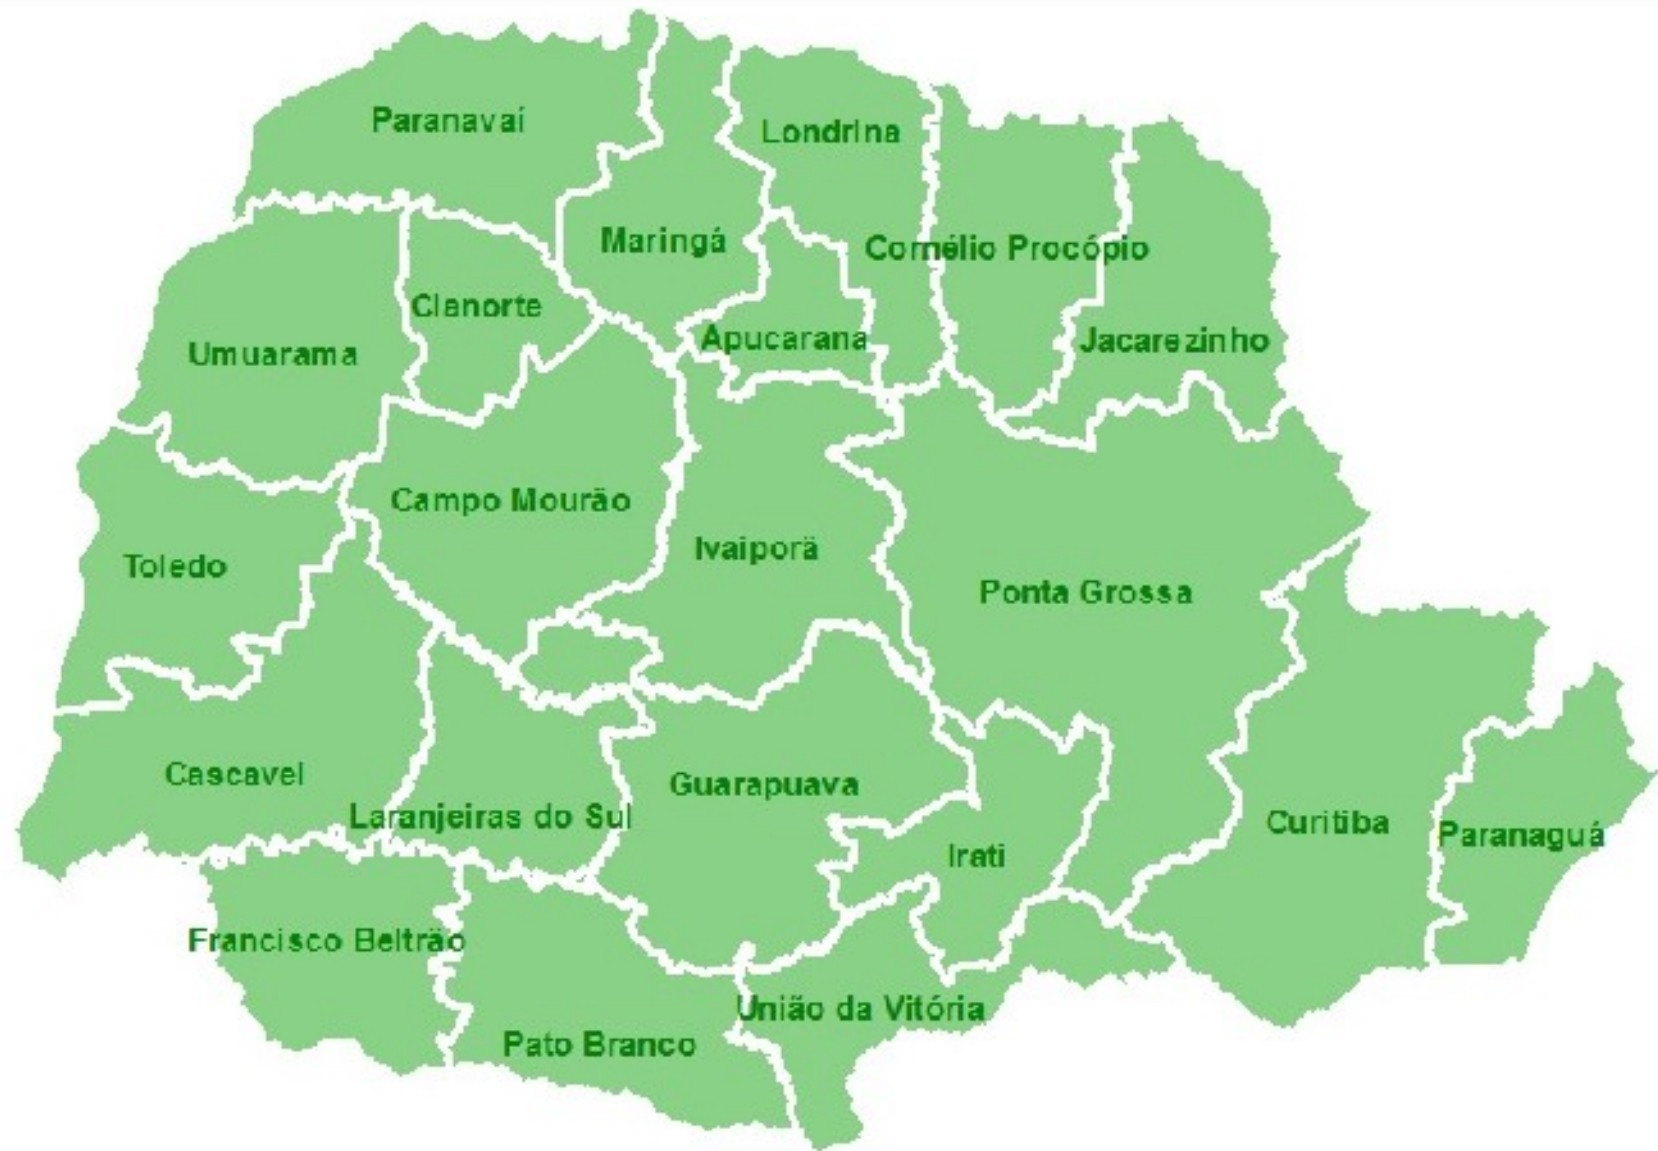 Paranavaí
Londrina
Maringá
Cornélio Procópio
Cianorte
Apucarana
Jacarezinho
Umuarama
Campo Mourão
Ivaiporã
Toledo
Ponta Grossa
Cascavel
Laranjeiras do Sul
Guarapuava
Curitiba
Paranaguá
Irati
Francisco Beltrão
União da Vitória
Pato Branco